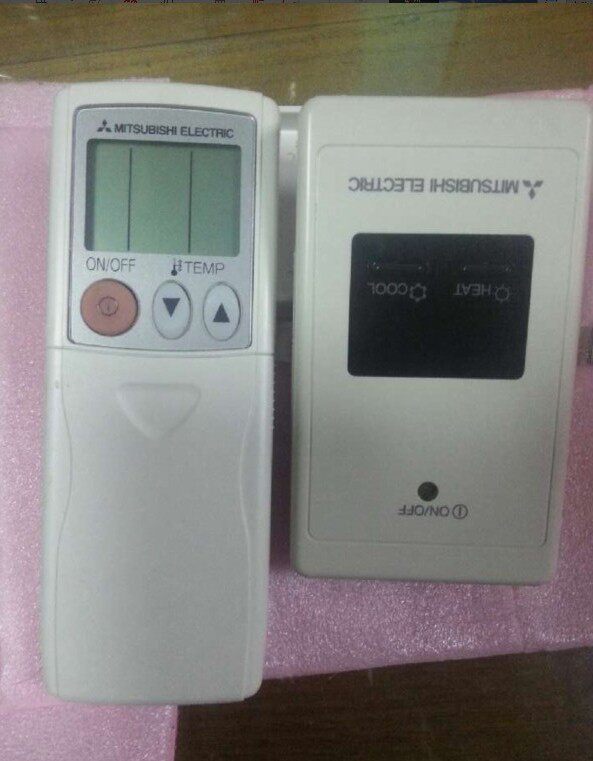 MITSUBISHI ELECTRIC
ON/OFF
TEMP
MITSUBISHI ELECTRIC
HEAT
COOL
ON/OFF